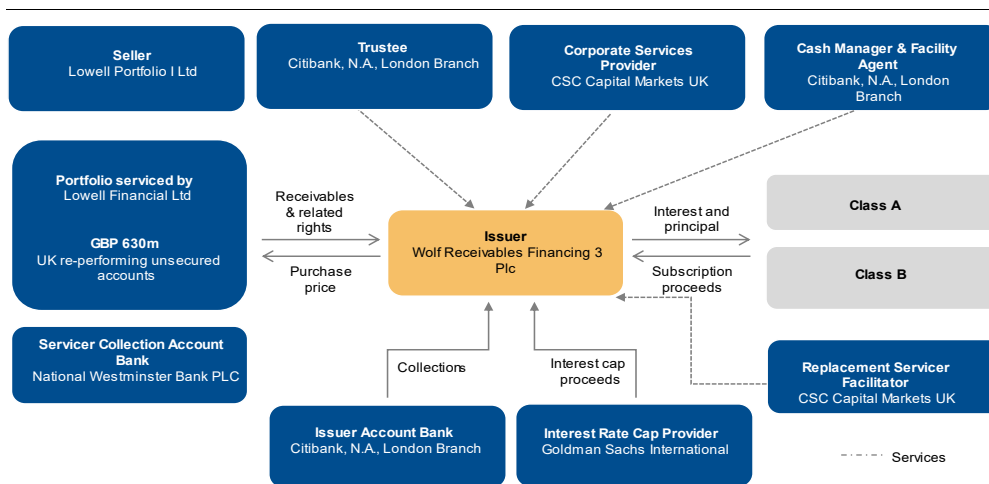 Seller
Lowell Portfolio I Ltd
Trustee
Citibank, N.A., London Branch
Corporate Services
Provider
CSC Capital Markets UK
Cash Manager & Facility
Agent
Citibank, N.A., London
Branch
Portfolio serviced by
Lowell Financial Ltd
GBP 630m
UK re-performing unsecured
accounts
Receivables
& related
rights
Purchase
price
Issuer
Wolf Receivables Financing 3
Plc
Interest and
principal
Subscription
proceeds
Class A
Class B
Servicer Collection Account
Bank
National Westminster Bank PLC
Collections
Interest cap
proceeds
Replacement Servicer
Facilitator
CSC Capital Markets UK
Issuer Account Bank
Citibank, N.A., London Branch
Interest Rate Cap Provider
Goldman Sachs International
Services